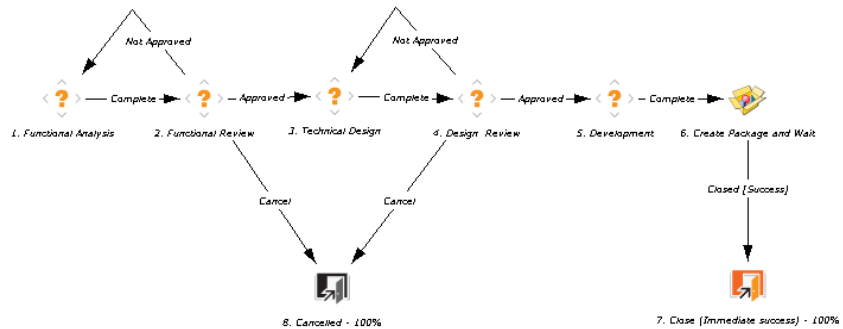 Not Approved
Not Approved
Complete
Approved
Complete
Approved
Complete
1. Functional Analysis
2. Functional Review
3. Technical Design
4. Design Review
5. Development
6. Create Package and Wait
Cancel
Cancel
Closed [Success]
8. Cancelled - 100%
7. Close (Immediate success) - 100%